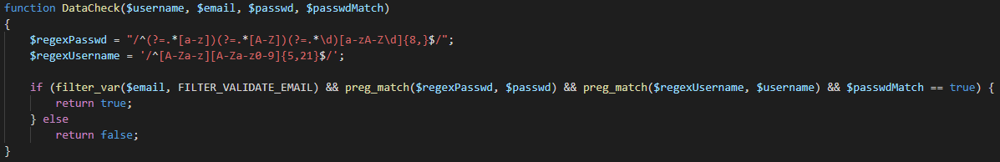 function DataCheck($username, $email, $passwd, $passwdMatch)
{
    $regexPasswd = "/^(?=.*[a-z])(?=.*[A-Z])(?=.*\d)[a-zA-Z\d]{8,}$/";
    $regexUsername = '/^[A-Za-z][A-Za-z0-9]{5,21}$/';

    if (filter_var($email, FILTER_VALIDATE_EMAIL) && preg_match($regexPasswd, $passwd) && preg_match($regexUsername, $username) && $passwdMatch == true) {
        return true;
    } else
        return false;
}